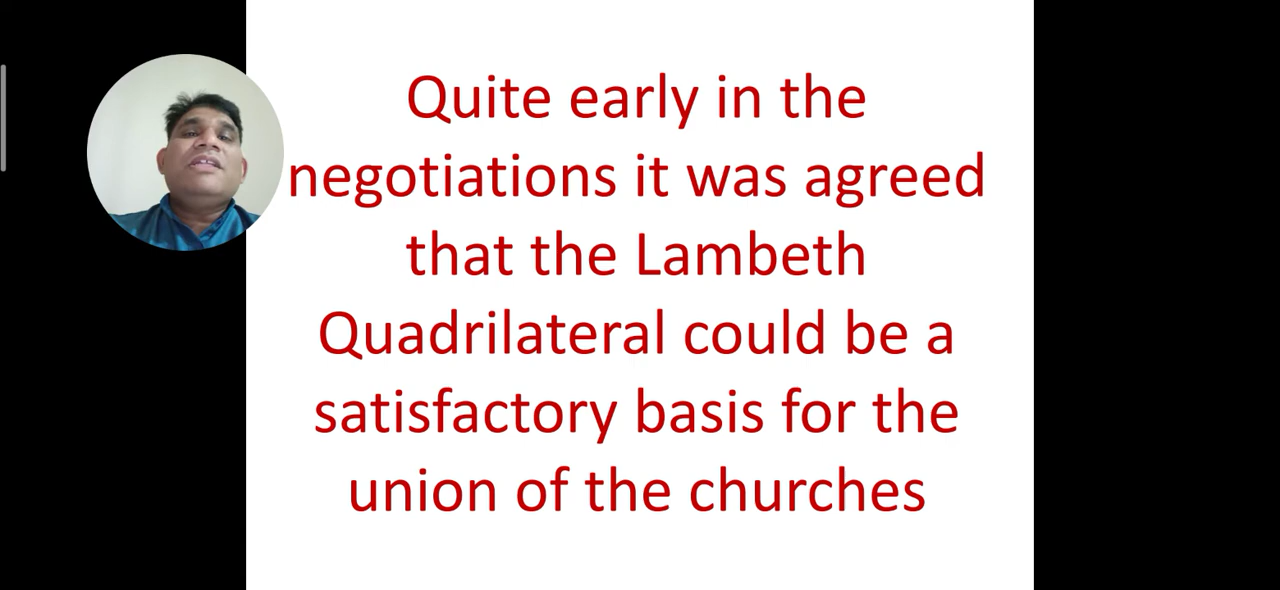 Quite early in the
negotiations it was agreed
that the Lambeth
Quadrilateral could be a
satisfactory basis for the
union of the churches